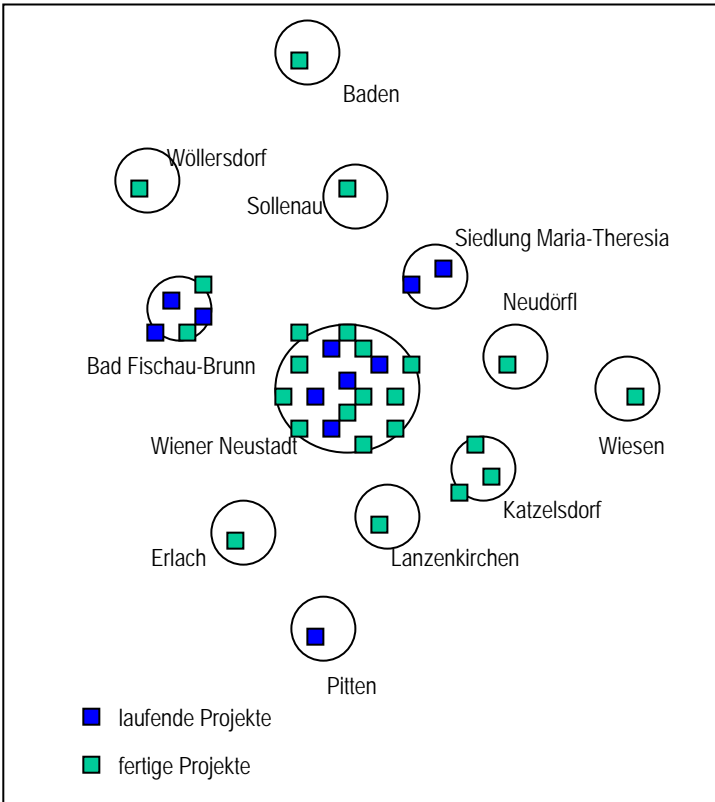 Baden
Wöllersdorf
Sollenau
Siedlung Maria-Theresia
Neudörfl
Bad Fischau-Brunn
Wiener Neustadt
Wiesen
Katzelsdorf
Erlach
Lanzenkirchen
Pitten
laufende Projekte
fertige Projekte